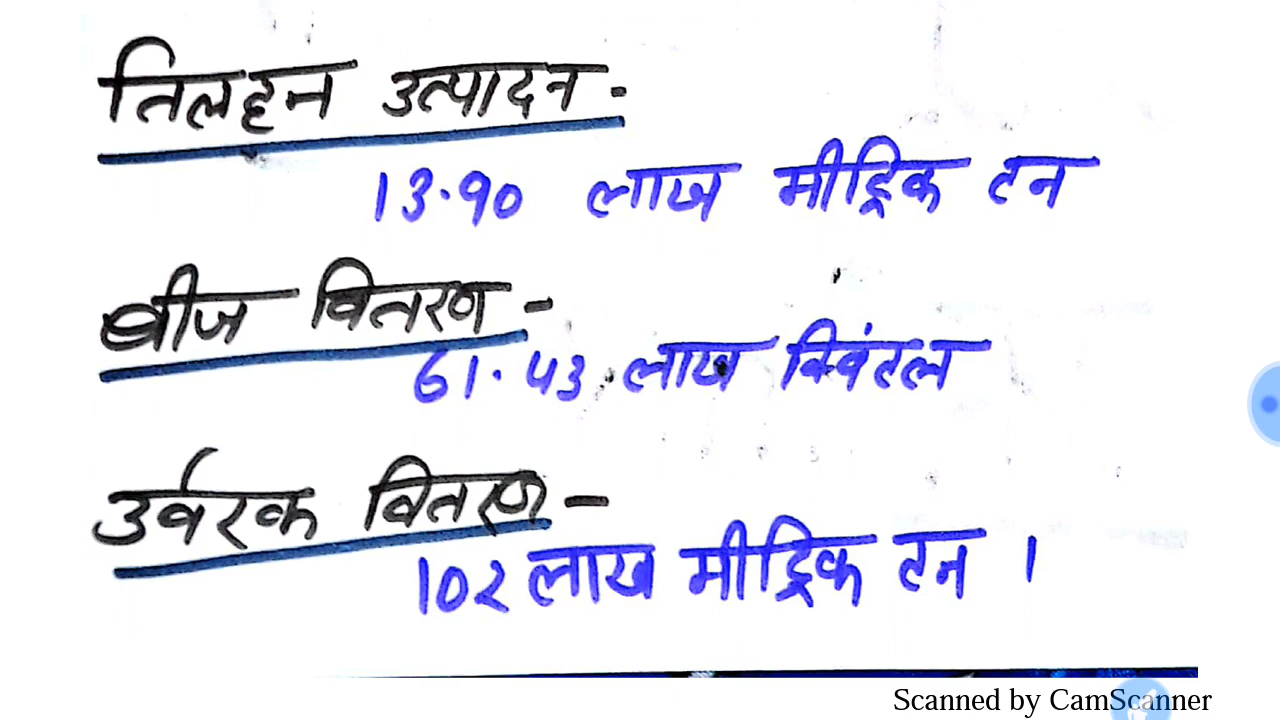 तिलहन उत्पादन -
13.90 लाख मीट्रिक टन
बीज वितरण -
61.43 लाख क्विंटल
उर्वरक वितरण -
102 लाख मीट्रिक टन ।
Scanned by CamScanner